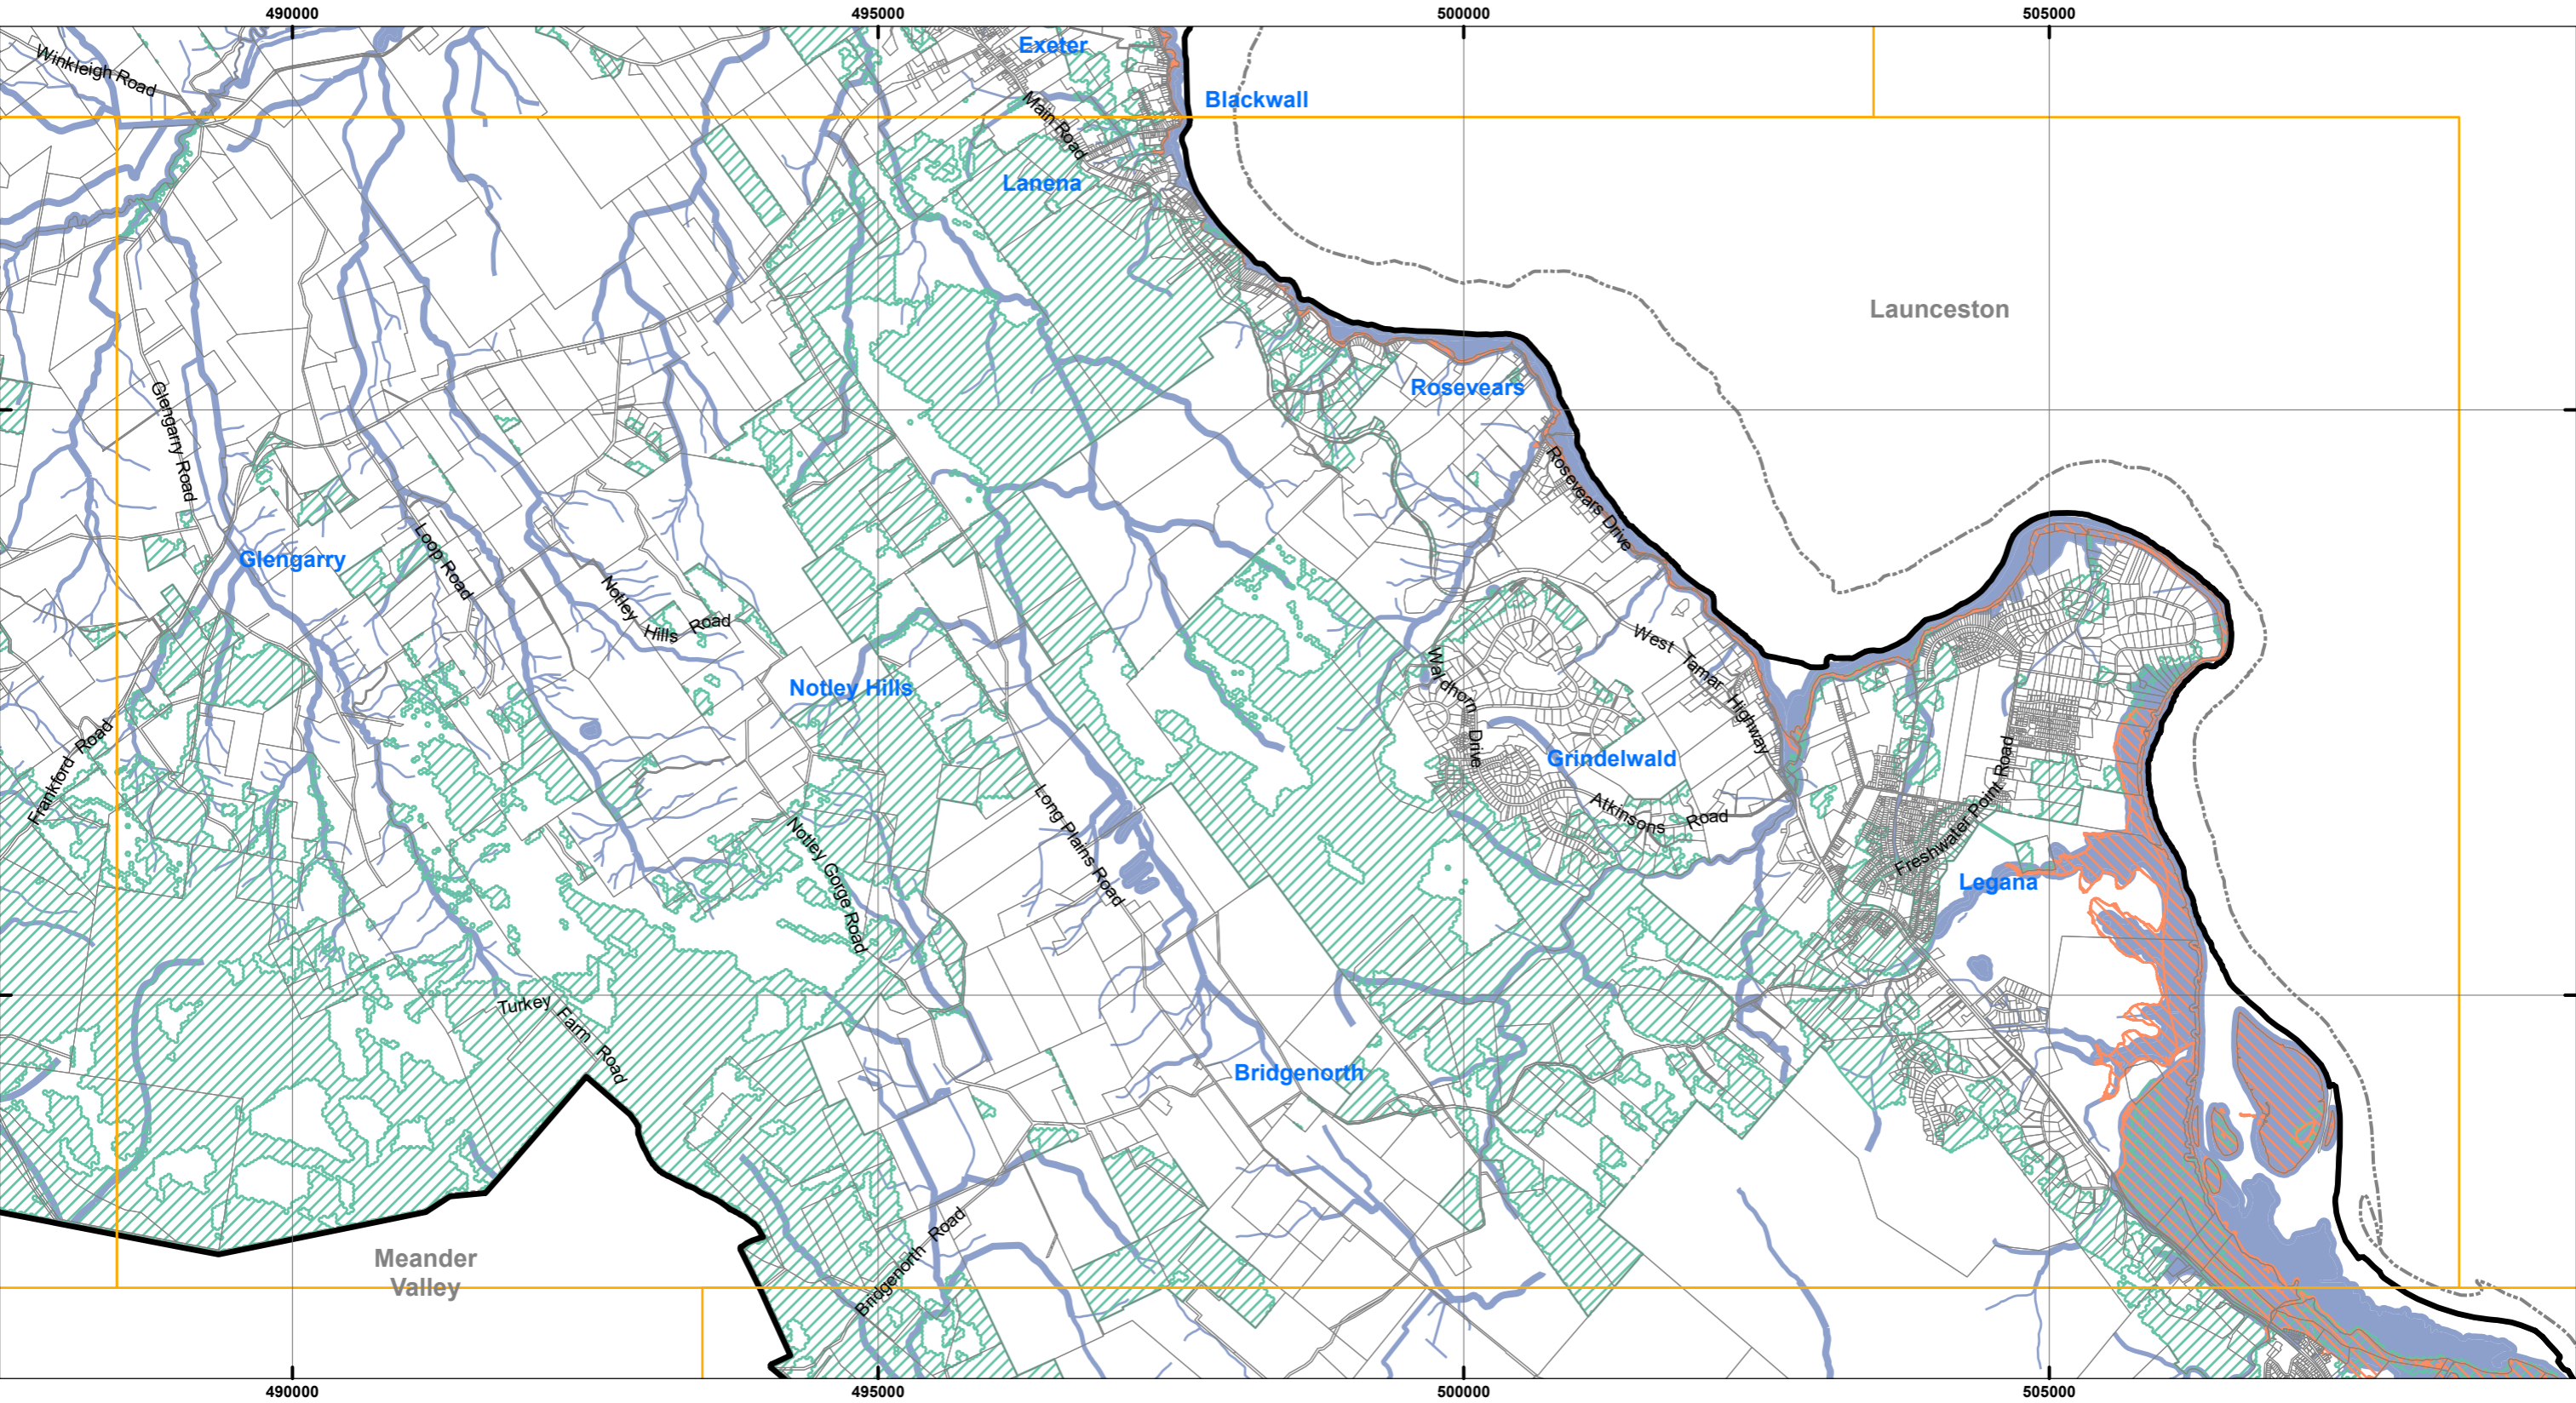 490000
495000
500000
505000
Winkleigh Road
Exeter
Blackwall
Main Road
Lanena
Launceston
Rosevears
Glengarry Road
Rosevears Drive
Glengarry
Loop Road
Notley Hills Road
West Tamar Highway
Waldhorn Drive
Notley Hills
Frankford Road
Grindelwald
Long Plains Road
Atkinsons Road
Freshwater Point Road
Notley Gorge Road
Legana
Turkey Farm Road
Bridgenorth
Bridgenorth Road
Meander
Valley
490000
495000
500000
505000